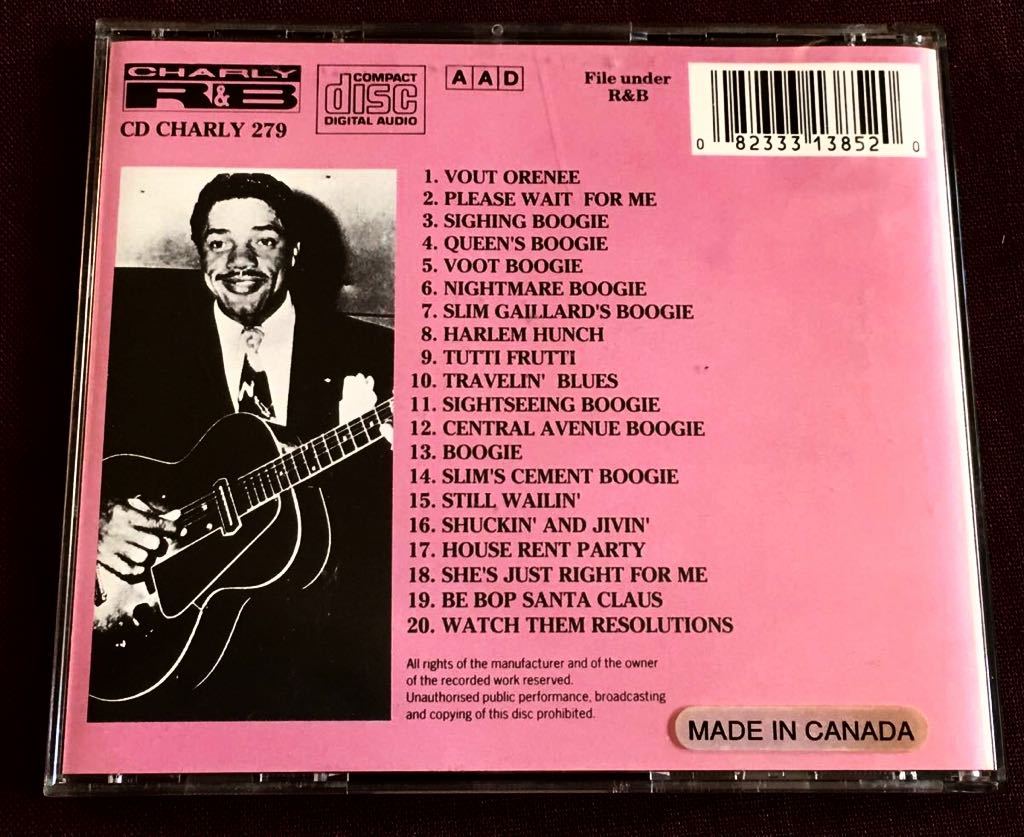 CHARLY
R&B
CD CHARLY 279
COMPACT
disc
DIGITAL AUDIO
AAD
File under
R&B
0 82333 13852 0
1. VOUT ORENEE
2. PLEASE WAIT FOR ME
3. SIGHING BOOGIE
4. QUEEN'S BOOGIE
5. VOOT BOOGIE
6. NIGHTMARE BOOGIE
7. SLIM GAILLARD'S BOOGIE
8. HARLEM HUNCH
9. TUTTI FRUTTI
10. TRAVELIN' BLUES
11. SIGHTSEEING BOOGIE
12. CENTRAL AVENUE BOOGIE
13. BOOGIE
14. SLIM'S CEMENT BOOGIE
15. STILL WAILIN'
16. SHUCKIN' AND JIVIN'
17. HOUSE RENT PARTY
18. SHE'S JUST RIGHT FOR ME
19. BE BOP SANTA CLAUS
20. WATCH THEM RESOLUTIONS
All rights of the manufacturer and of the owner
of the recorded work reserved.
Unauthorised public performance, broadcasting
and copying of this disc prohibited.
MADE IN CANADA